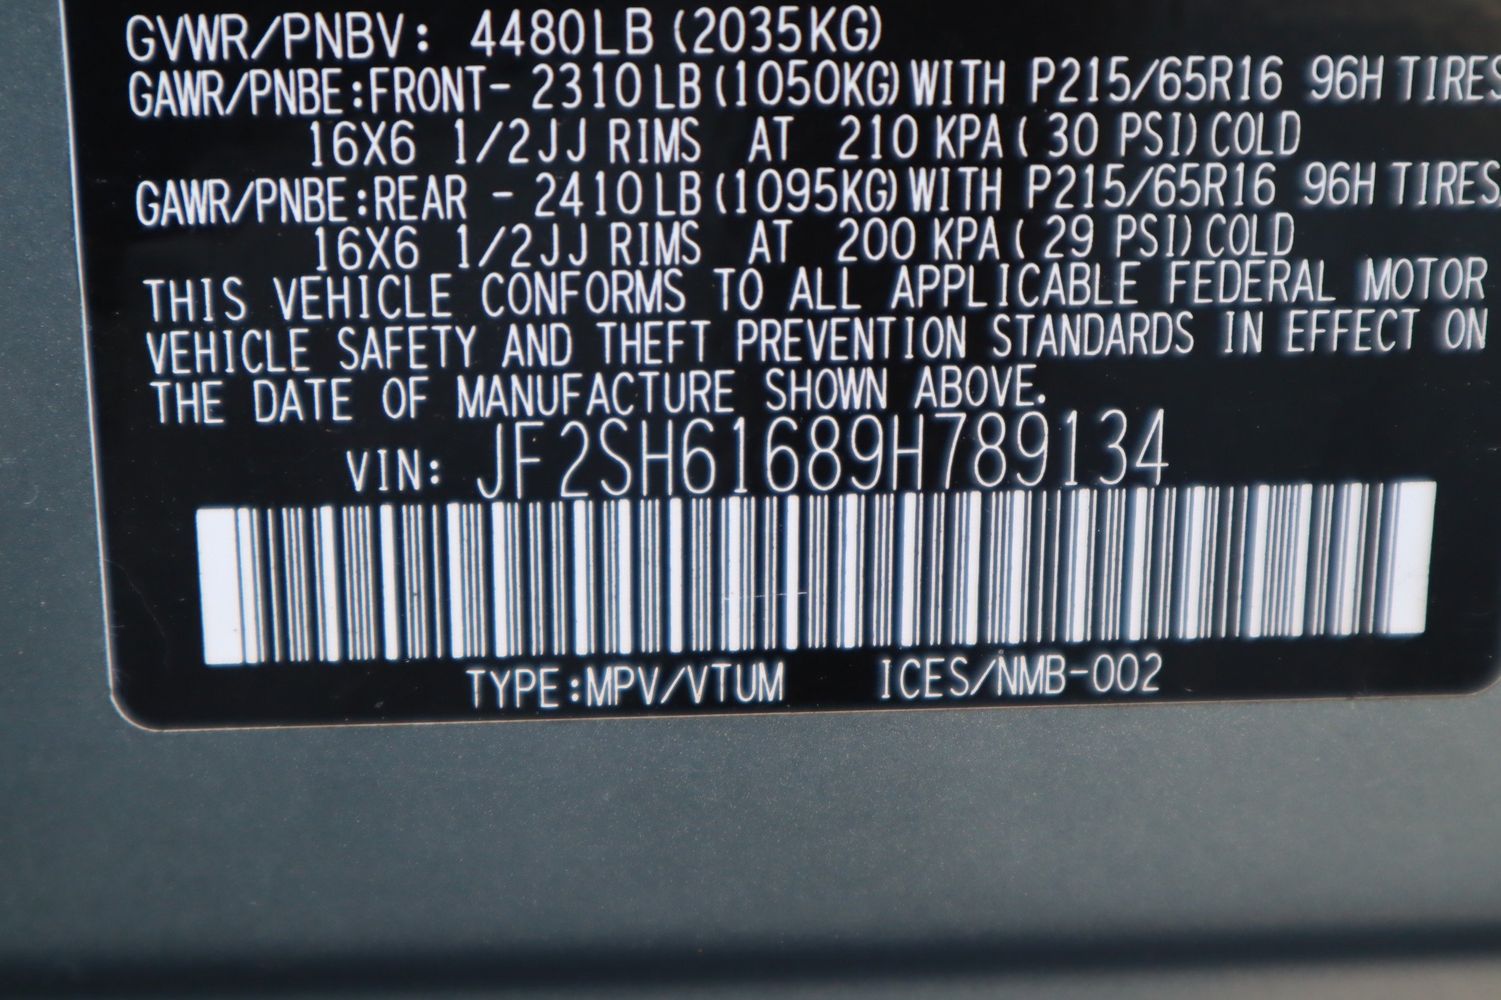 GVWR/PNBV: 4480LB (2035KG)
GAWR/PNBE:FRONT- 2310LB (1050KG) WITH P215/65R16 96H TIRES
16X6 1/2JJ RIMS AT 210 KPA ( 30 PSI) COLD
GAWR/PNBE:REAR - 2410LB (1095KG) WITH P215/65R16 96H TIRES
16X6 1/2JJ RIMS AT 200 KPA ( 29 PSI) COLD
THIS VEHICLE CONFORMS TO ALL APPLICABLE FEDERAL MOTOR
VEHICLE SAFETY AND THEFT PREVENTION STANDARDS IN EFFECT ON
THE DATE OF MANUFACTURE SHOWN ABOVE.
VIN: JF2SH61689H789134
TYPE:MPV/VTUM ICES/NMB-002